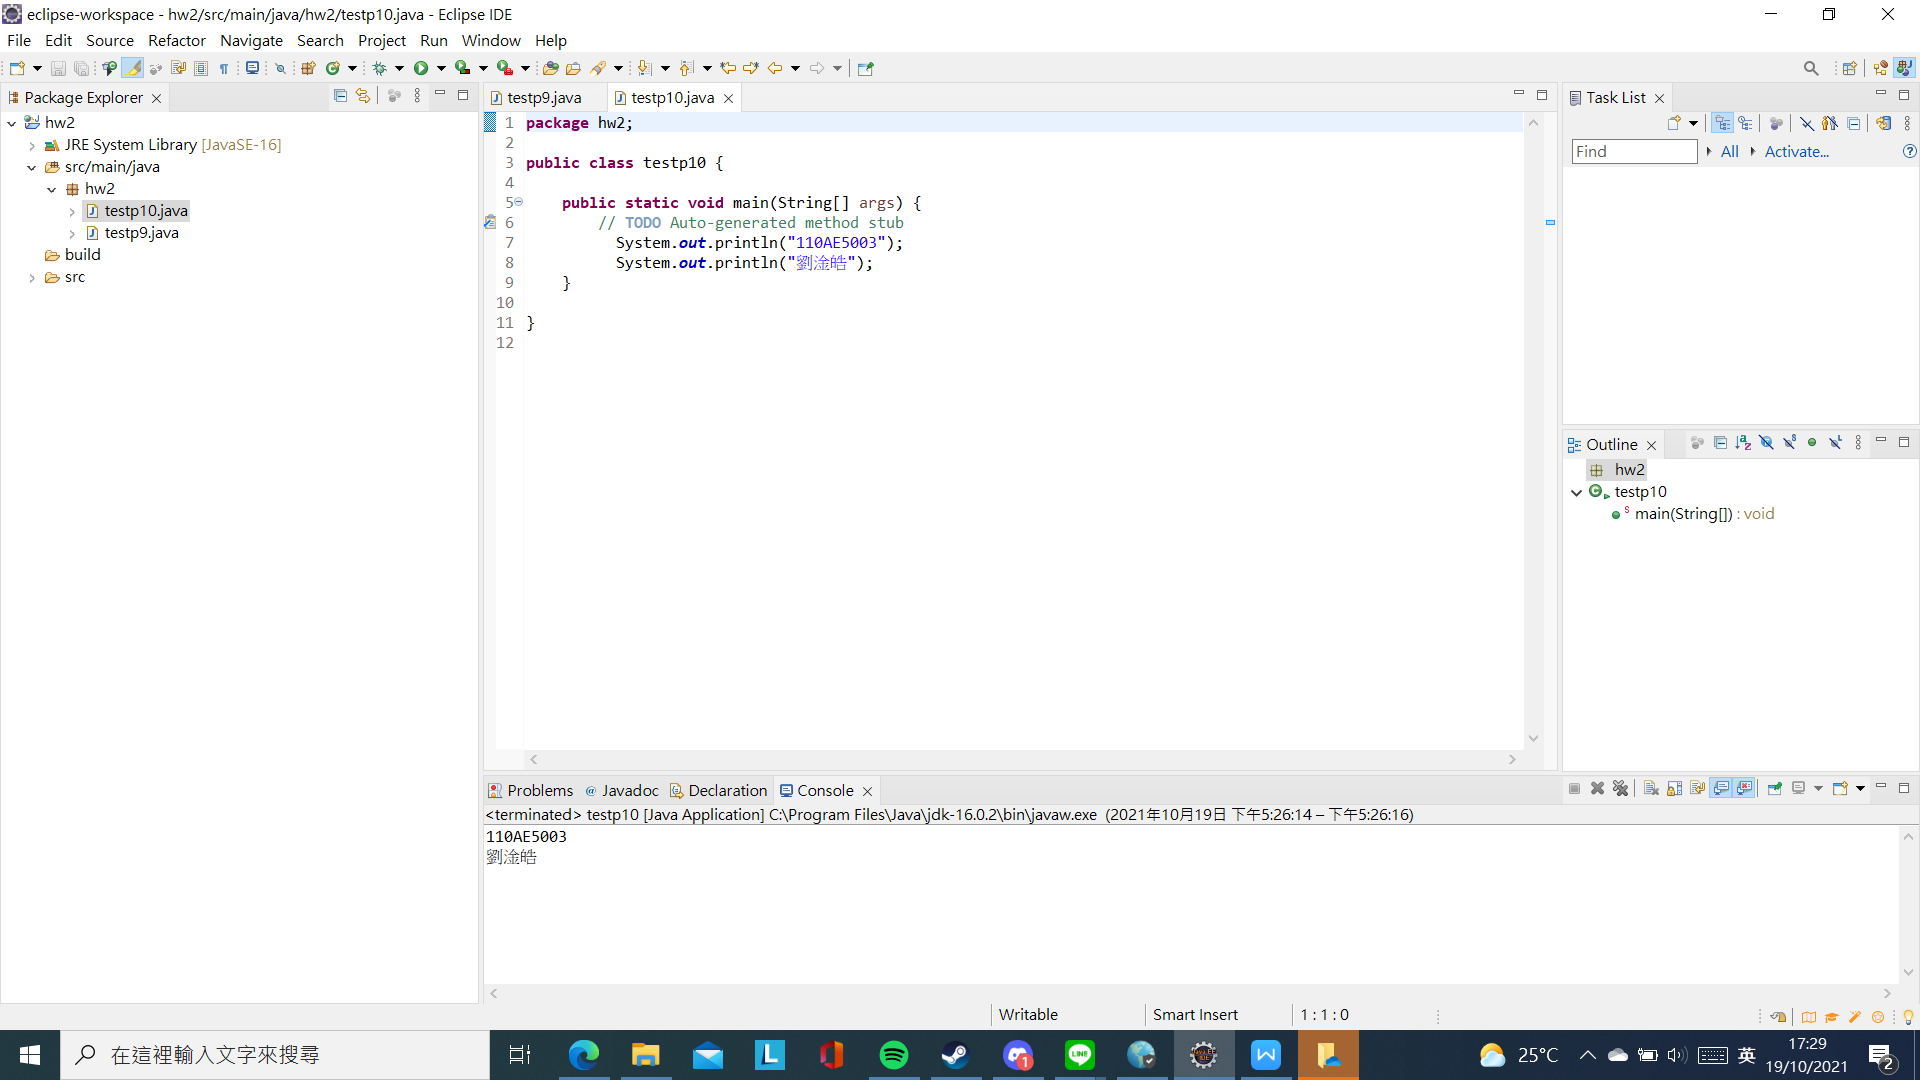 eclipse-workspace - hw2/src/main/java/hw2/testp10.java - Eclipse IDE
File Edit Source Refactor Navigate Search Project Run Window Help
Package Explorer
hw2
JRE System Library [JavaSE-16]
src/main/java
hw2
testp10.java
testp9.java
build
src
testp9.java
testp10.java
1 package hw2;
2
3 public class testp10 {
4
5 public static void main(String[] args) {
6 // TODO Auto-generated method stub
7 System.out.println("110AE5003");
8 System.out.println("劉淦皓");
9 }
10
11 }
12
Task List
Find
All
Activate...
Outline
hw2
testp10
main(String[]) : void
Problems
@ Javadoc
Declaration
Console
<terminated> testp10 [Java Application] C:\Program Files\Java\jdk-16.0.2\bin\javaw.exe (2021年10月19日 下午5:26:14 – 下午5:26:16)
110AE5003
劉淦皓
Writable
Smart Insert
1 : 1 : 0
在這裡輸入文字來搜尋
L
LINE
1
W
25°C
英
17:29
19/10/2021
2